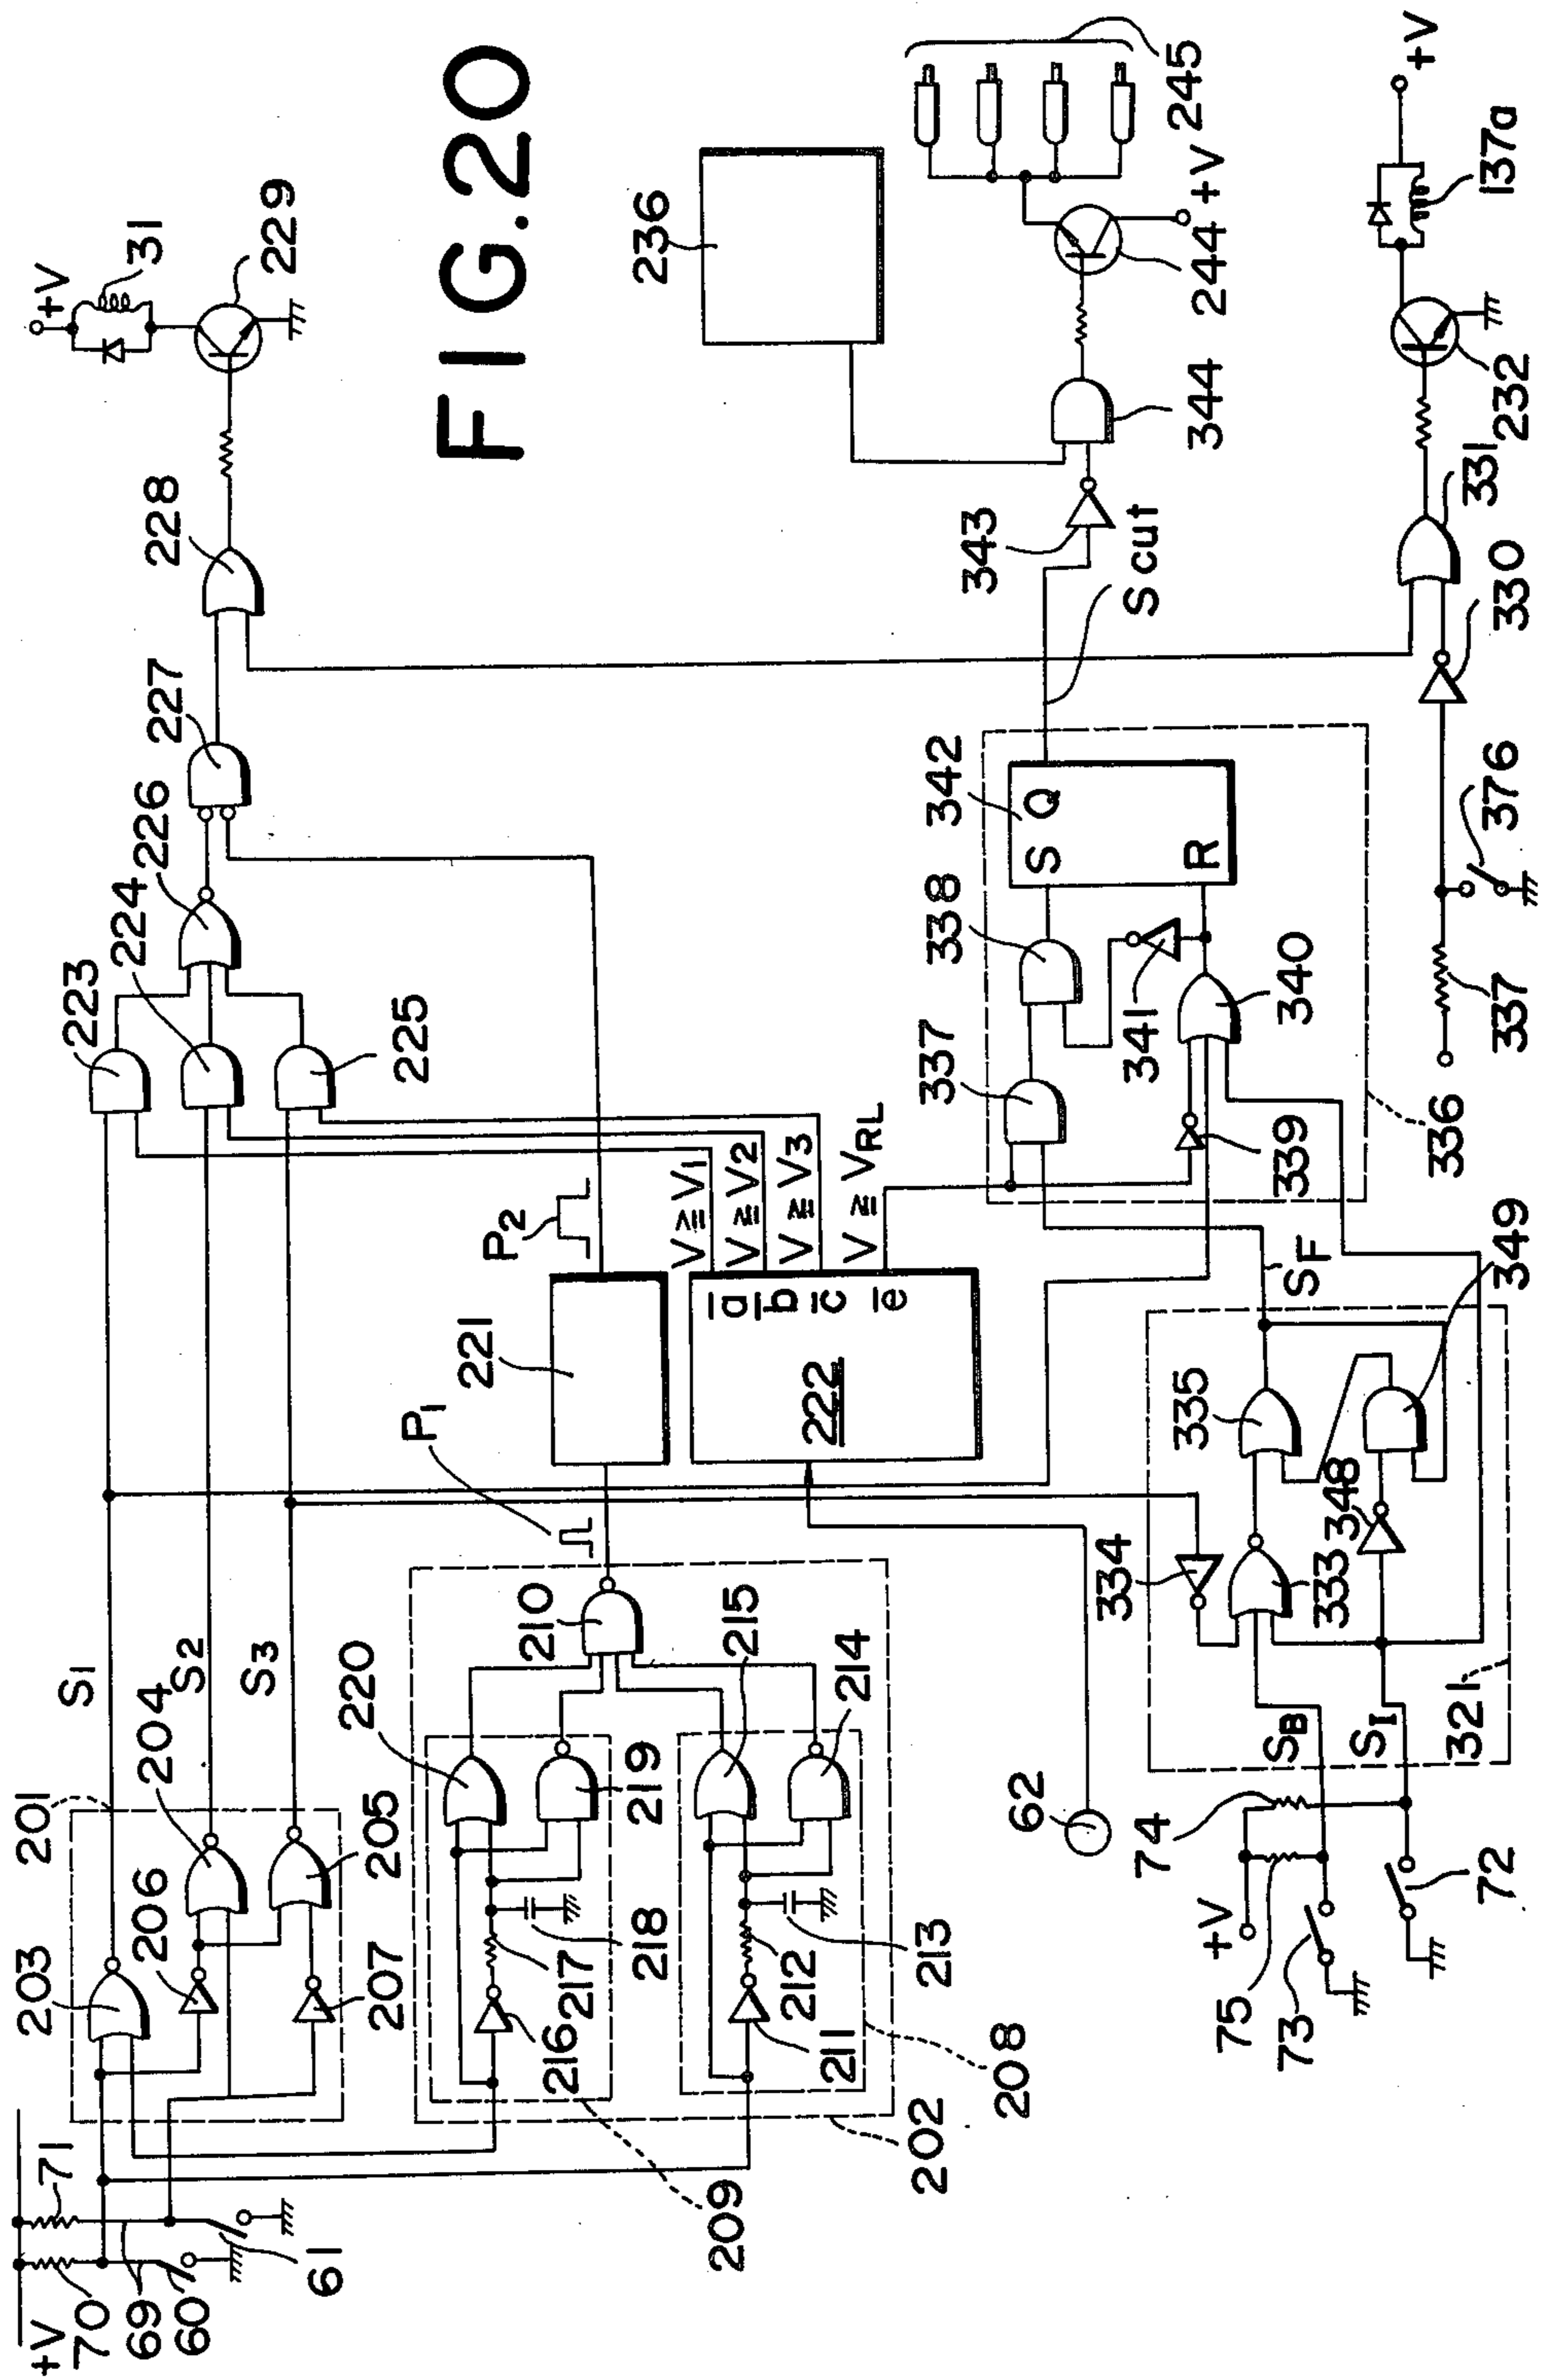 FIG.20
+V
31
229
228
227
226
224
223
225
S1
S2
S3
201
204
203
206
205
207
71
70
69
60
61
+V
P2
P1
221
222
a
b
c
e
V≧V1
V≧V2
V≧V3
V≧VRL
220
210
215
214
219
218
217
216
213
212
211
208
202
209
62
236
245
+V
244
344
343
S cut
342
Q
S
R
338
337
341
340
339
336
349
SF
335
348
334
333
SB
SI
321
74
75
73
72
+V
+V
137a
232
331
330
376
337
336